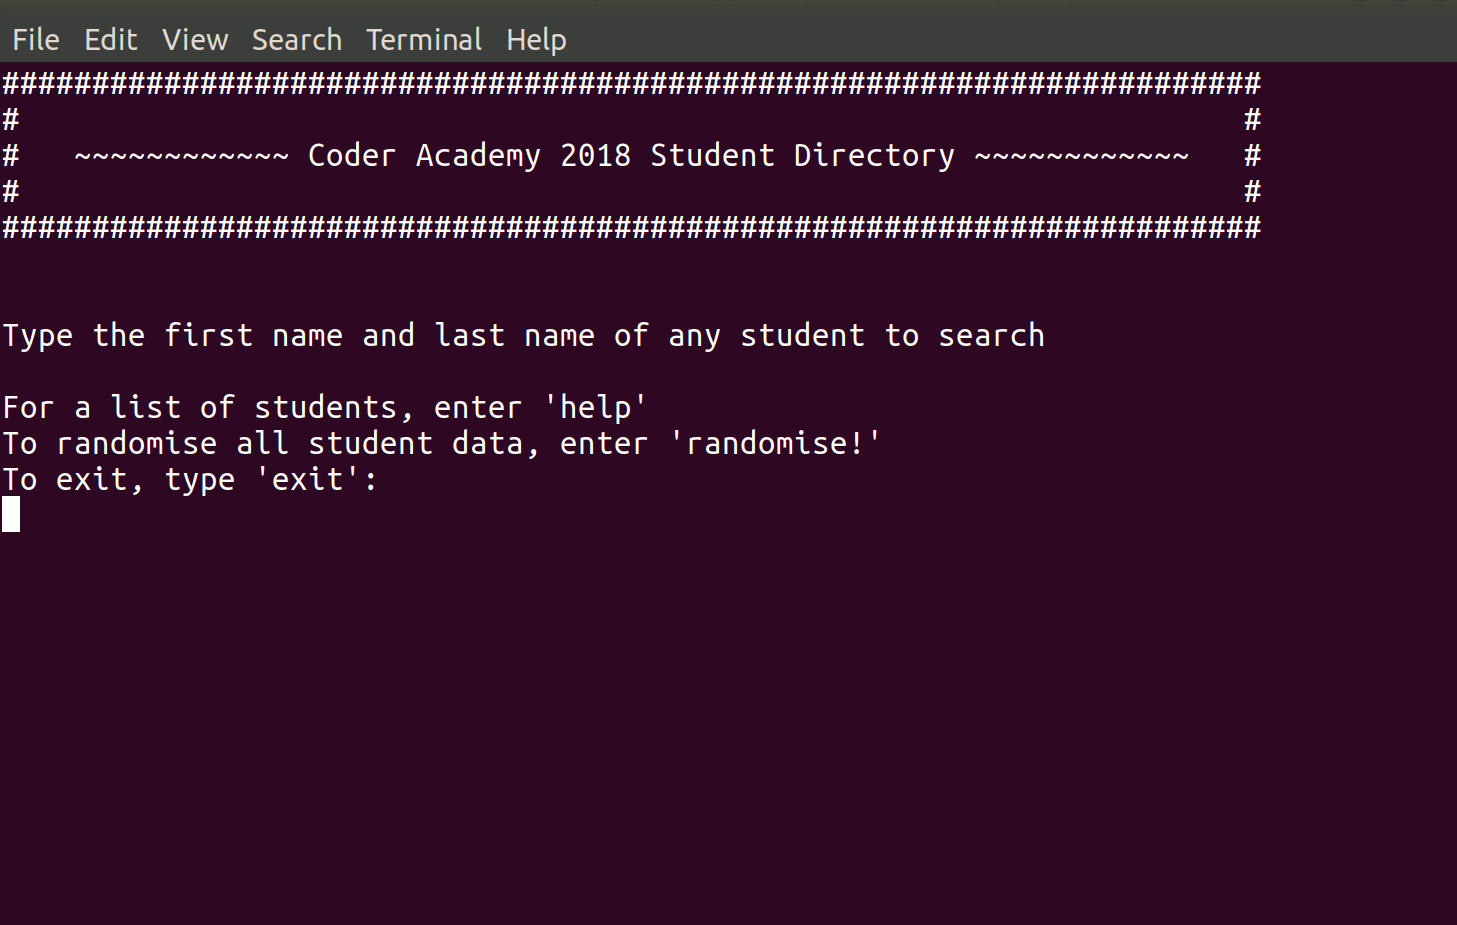 File Edit View Search Terminal Help
######################################################################
#                                                                    #
#   ~~~~~~~~~~~~ Coder Academy 2018 Student Directory ~~~~~~~~~~~~   #
#                                                                    #
######################################################################
Type the first name and last name of any student to search
For a list of students, enter 'help'
To randomise all student data, enter 'randomise!'
To exit, type 'exit':